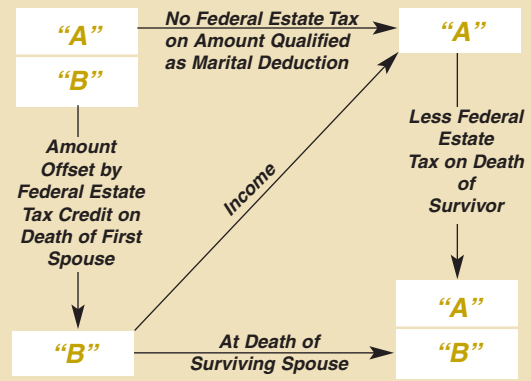 “A”
No Federal Estate Tax
on Amount Qualified
as Marital Deduction
“A”
“B”
Amount
Offset by
Federal Estate
Tax Credit on
Death of First
Spouse
Income
Less Federal
Estate
Tax on Death
of
Survivor
“A”
“B”
At Death of
Surviving Spouse
“B”